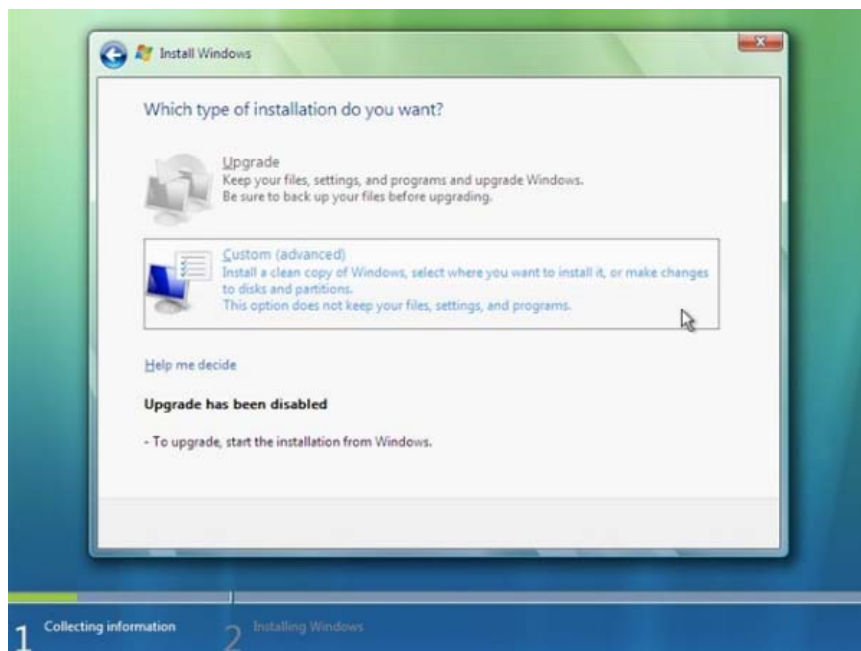 Install Windows
X
Which type of installation do you want?
Upgrade
Keep your files, settings, and programs and upgrade Windows.
Be sure to back up your files before upgrading.
Custom (advanced)
Install a clean copy of Windows, select where you want to install it, or make changes
to disks and partitions.
This option does not keep your files, settings, and programs.
Help me decide
Upgrade has been disabled
- To upgrade, start the installation from Windows.
1 Collecting information
2 Installing Windows